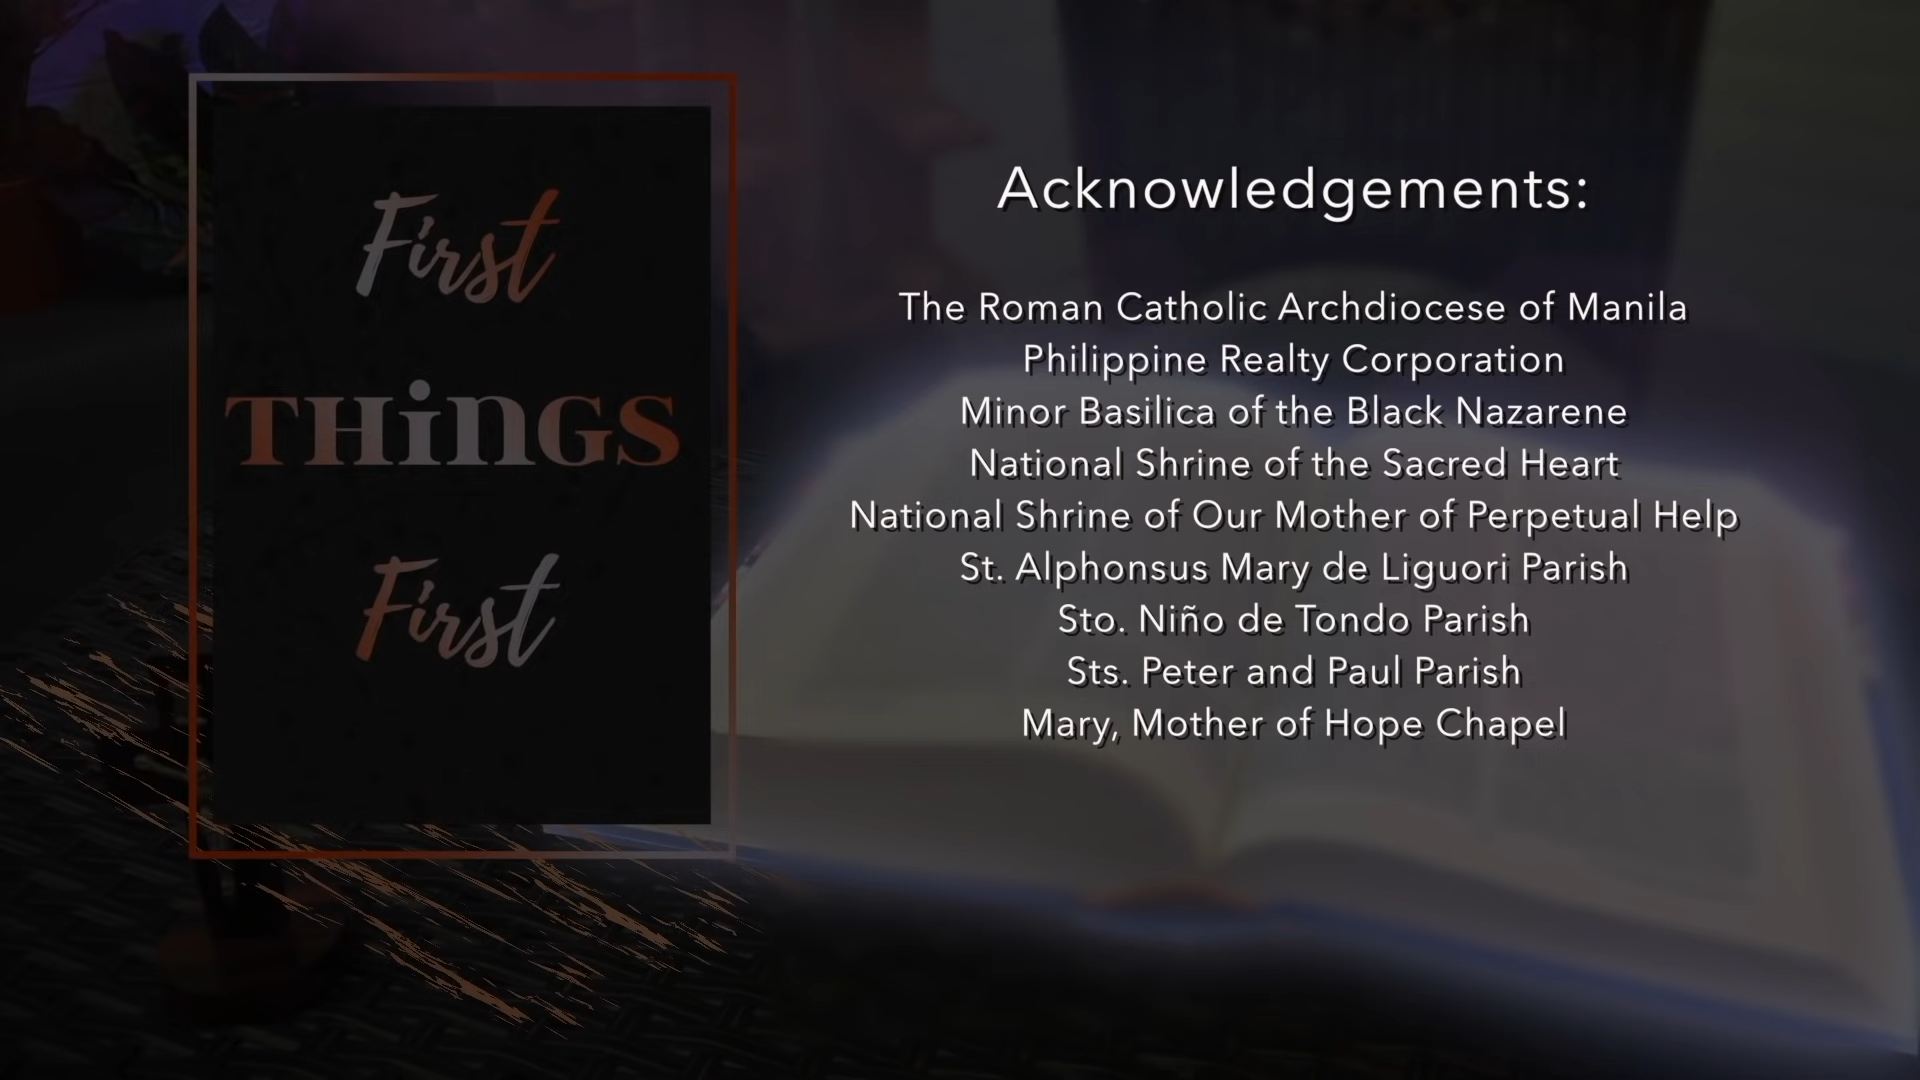 First
THiNGS
First
Acknowledgements:
The Roman Catholic Archdiocese of Manila
Philippine Realty Corporation
Minor Basilica of the Black Nazarene
National Shrine of the Sacred Heart
National Shrine of Our Mother of Perpetual Help
St. Alphonsus Mary de Liguori Parish
Sto. Niño de Tondo Parish
Sts. Peter and Paul Parish
Mary, Mother of Hope Chapel